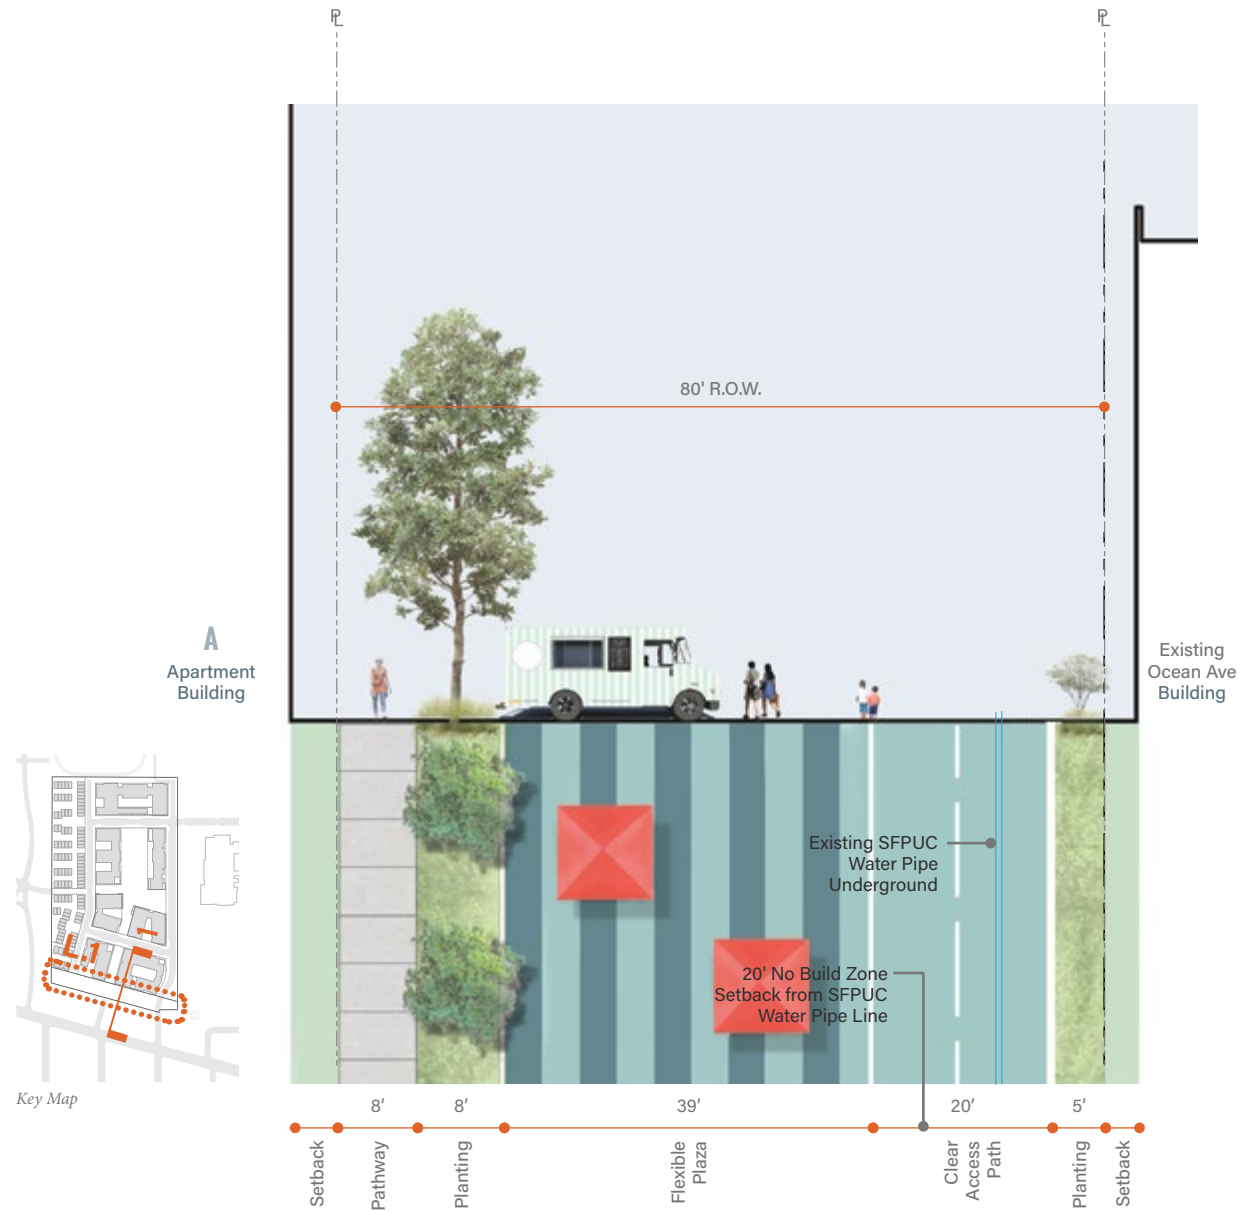 PL
PL
80' R.O.W.
A
Apartment
Building
Existing
Ocean Ave
Building
Existing SFPUC
Water Pipe
Underground
20' No Build Zone
Setback from SFPUC
Water Pipe Line
1
1
Key Map
8'
8'
39'
20'
5'
Setback
Pathway
Planting
Flexible
Plaza
Clear
Access
Path
Planting
Setback